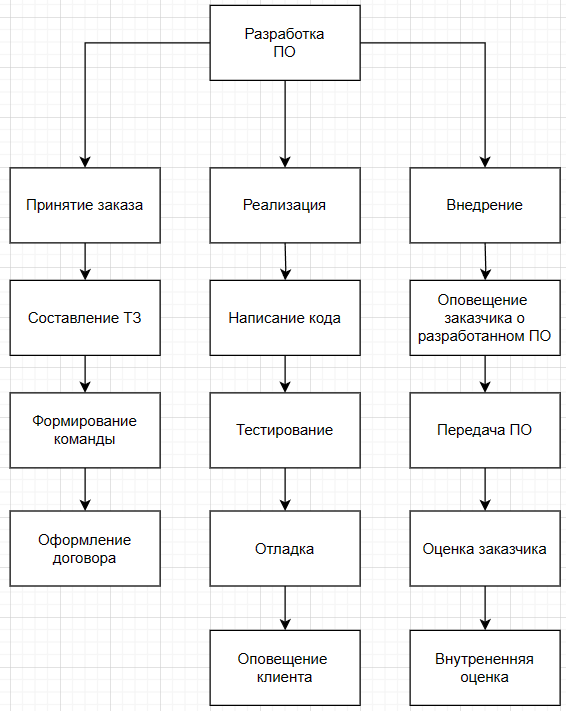 Разработка
ПО
Принятие заказа
Реализация
Внедрение
Составление ТЗ
Написание кода
Оповещение
заказчика о
разработанном ПО
Формирование
команды
Тестирование
Передача ПО
Оформление
договора
Отладка
Оценка заказчика
Оповещение
клиента
Внутрененняя
оценка